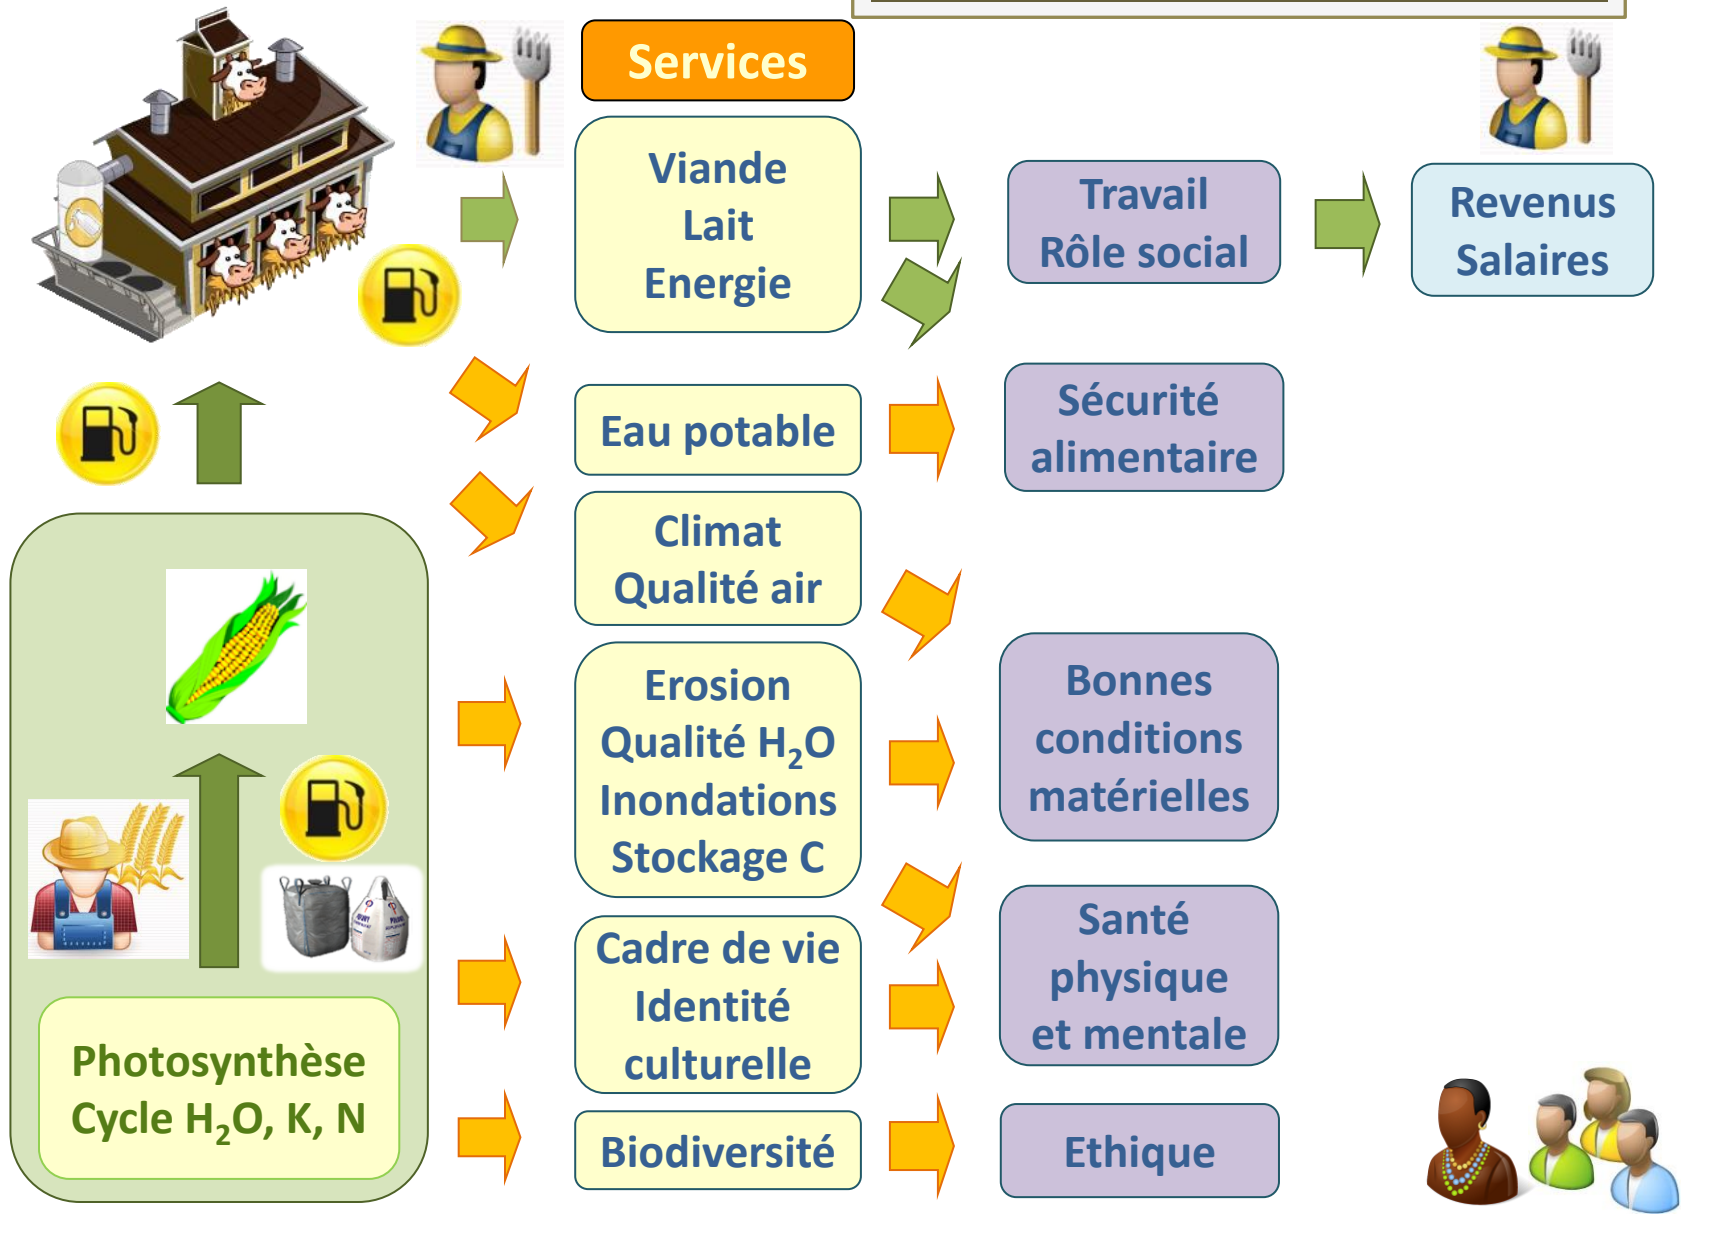 Services
Viande
Lait
Energie
Travail
Rôle social
Revenus
Salaires
Eau potable
Sécurité
alimentaire
Climat
Qualité air
Erosion
Qualité H₂O
Inondations
Stockage C
Bonnes
conditions
matérielles
Cadre de vie
Identité
culturelle
Santé
physique
et mentale
Biodiversité
Ethique
Photosynthèse
Cycle H₂O, K, N